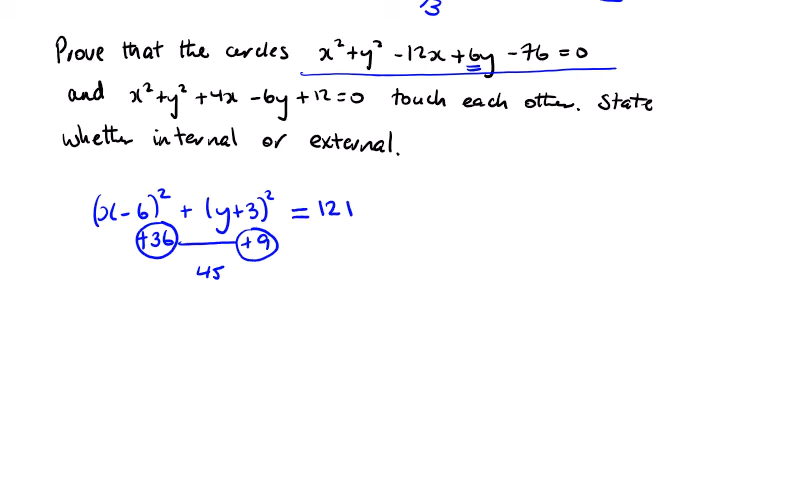 3
Prove that the circles x² + y² - 12x + 6y - 76 = 0
and x² + y² + 4x - 6y + 12 = 0 touch each other. State
whether internal or external.
(x - 6)² + (y + 3)² = 121
+36 +9
45